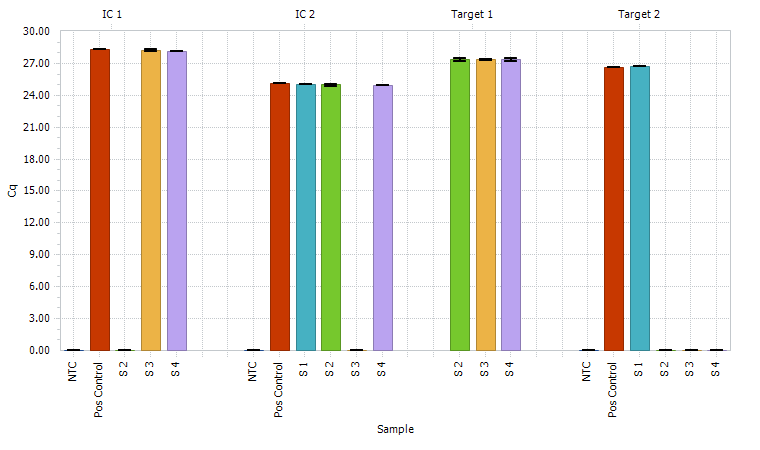 IC 1 IC 2 Target 1 Target 2
30.00
27.00
24.00
21.00
18.00
15.00
12.00
9.00
6.00
3.00
0.00
Cq
NTC Pos Control S 2 S 3 S 4 NTC Pos Control S 1 S 2 S 3 S 4 S 2 S 3 S 4 NTC Pos Control S 1 S 2 S 3 S 4
Sample